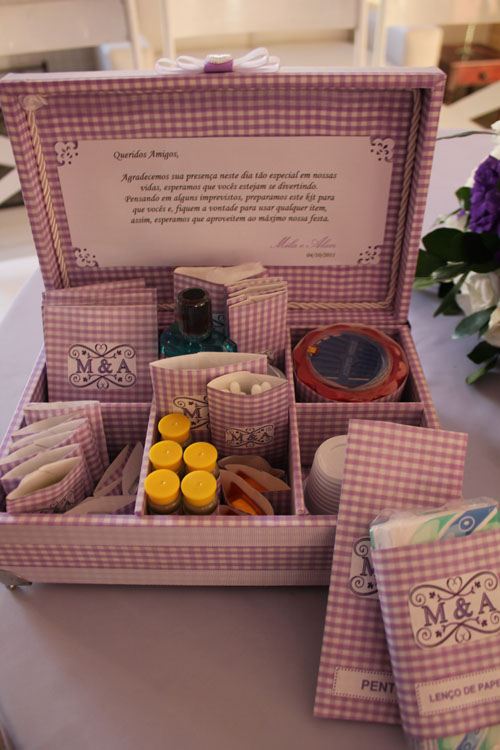 Queridos Amigos,
Agradecemos sua presença neste dia tão especial em nossas
vidas, esperamos que vocês estejam se divertindo.
Pensando em alguns imprevistos, preparamos este kit para
que vocês e, fiquem a vontade para usar qualquer item,
assim, esperamos que aproveitem ao máximo nossa festa.
M & A
M & A
M & A
PENT
LENÇO DE PAPE